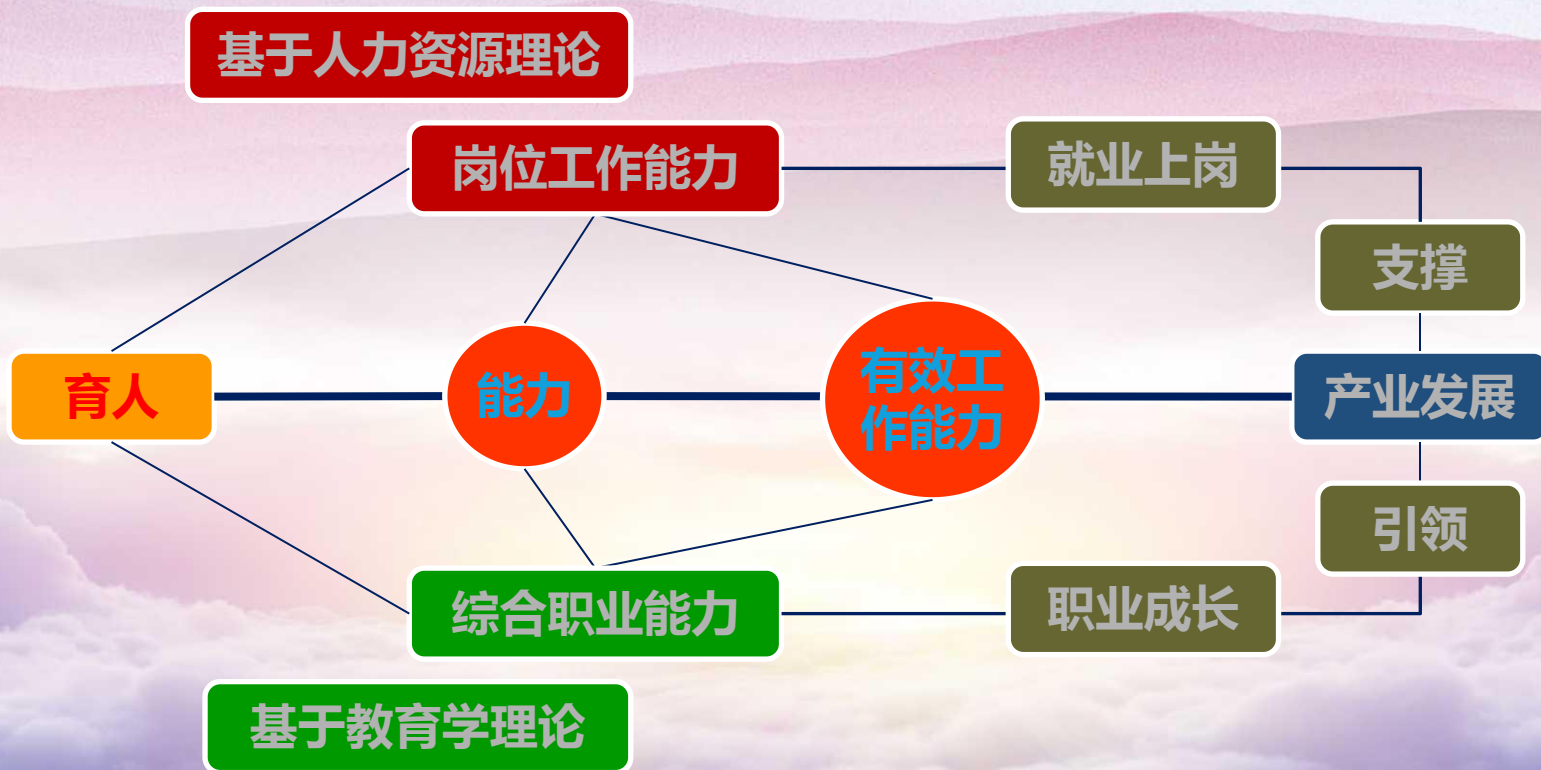 基于人力资源理论
岗位工作能力
就业上岗
支撑
育人
能力
有效工
作能力
产业发展
引领
综合职业能力
职业成长
基于教育学理论